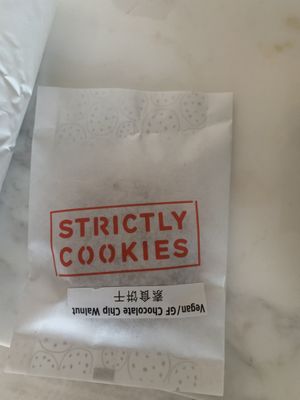 STRICTLY
COOKIES
Vegan/GF Chocolate Chip Walnut
素食饼干